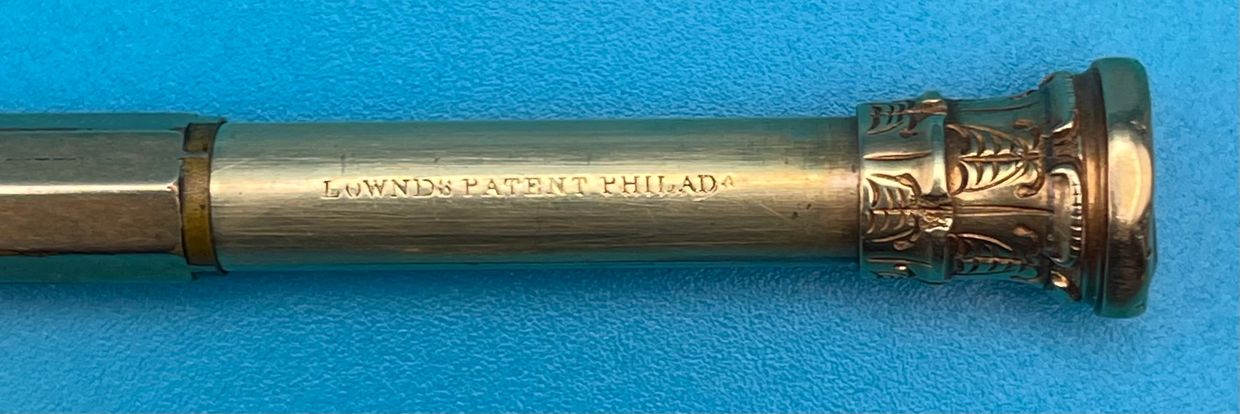 LOWNDS PATENT PHILADA